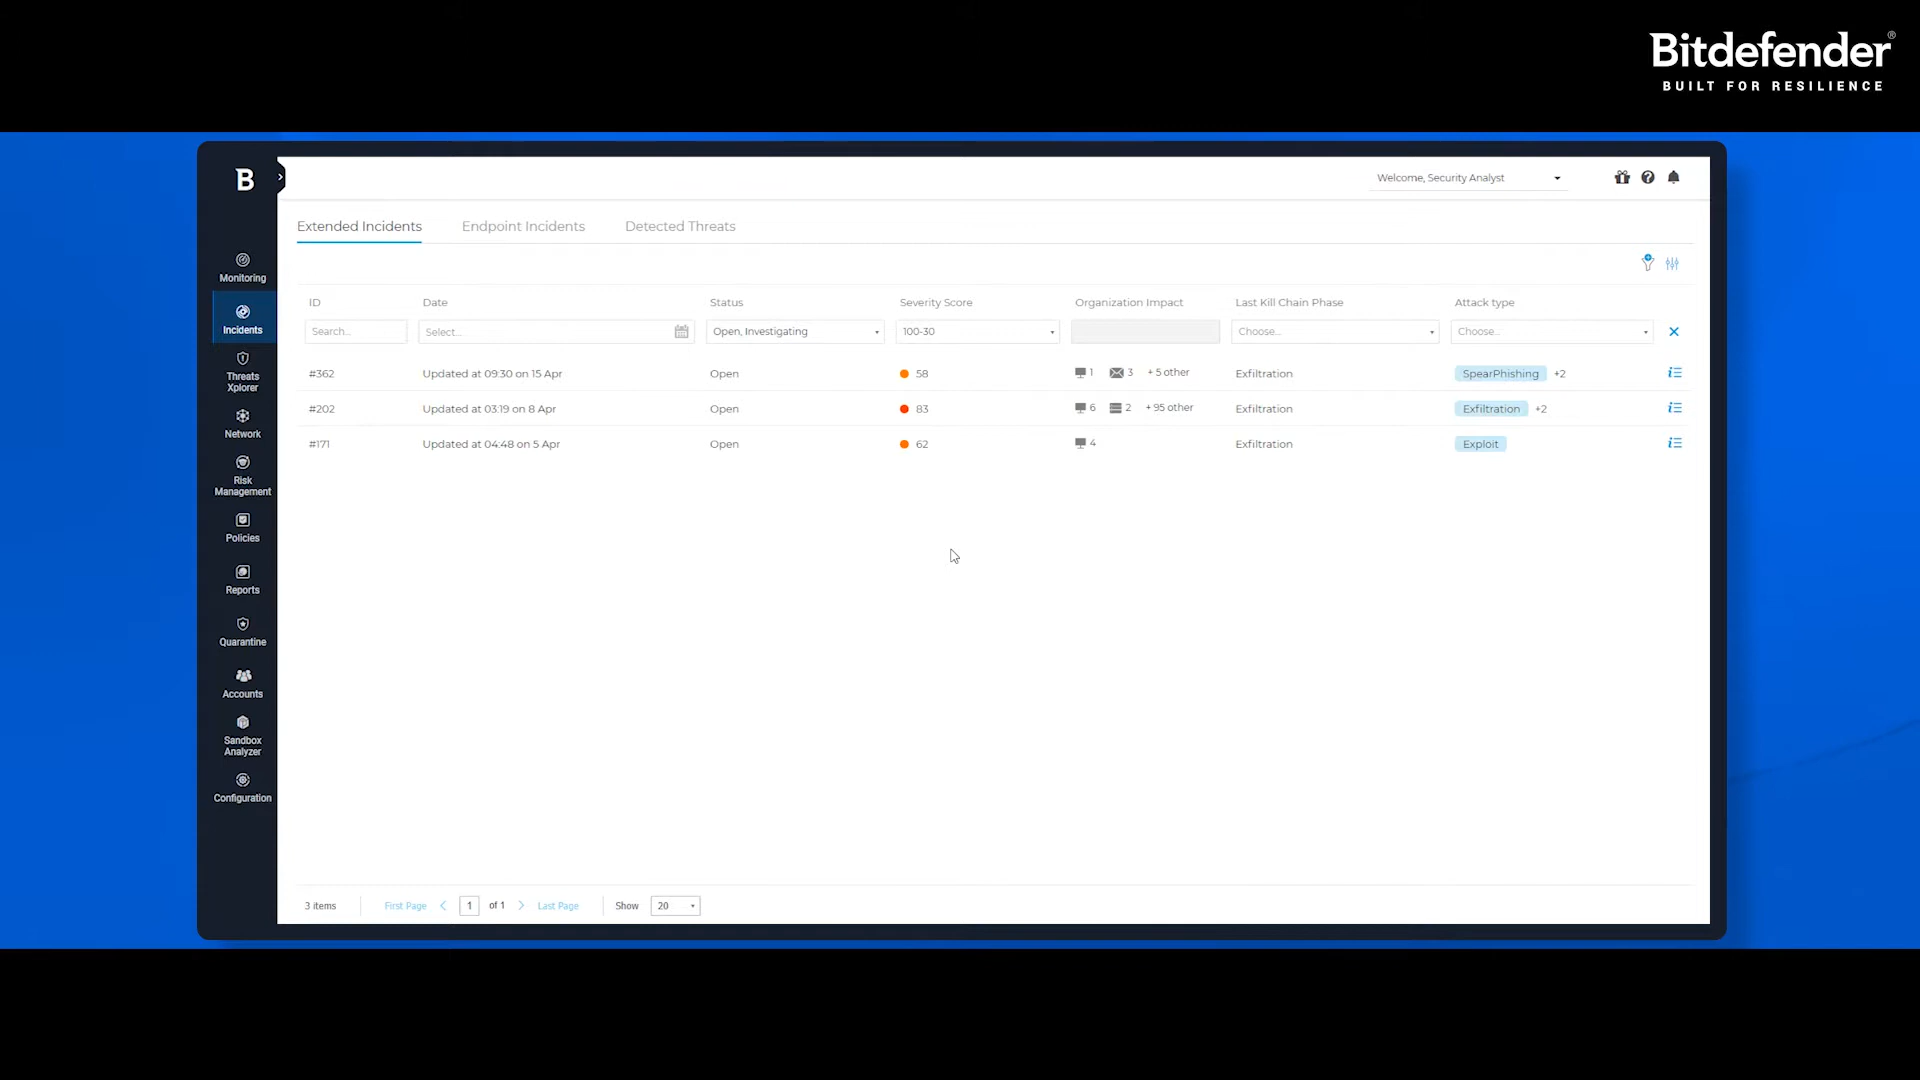 Bitdefender®
BUILT FOR RESILIENCE
B
Welcome, Security Analyst
Extended Incidents Endpoint Incidents Detected Threats
Monitoring
Incidents
Threats
Xplorer
Network
Risk
Management
Policies
Reports
Quarantine
Accounts
Sandbox
Analyzer
Configuration
ID Date Status Severity Score Organization Impact Last Kill Chain Phase Attack type
Search... Select... Open, Investigating 100-30 Choose... Choose...
#362 Updated at 09:30 on 15 Apr Open 58 1 3 + 5 other Exfiltration SpearPhishing +2
#202 Updated at 03:19 on 8 Apr Open 83 6 2 + 95 other Exfiltration Exfiltration +2
#171 Updated at 04:48 on 5 Apr Open 62 4 Exfiltration Exploit
3 items First Page 1 of 1 Last Page Show 20